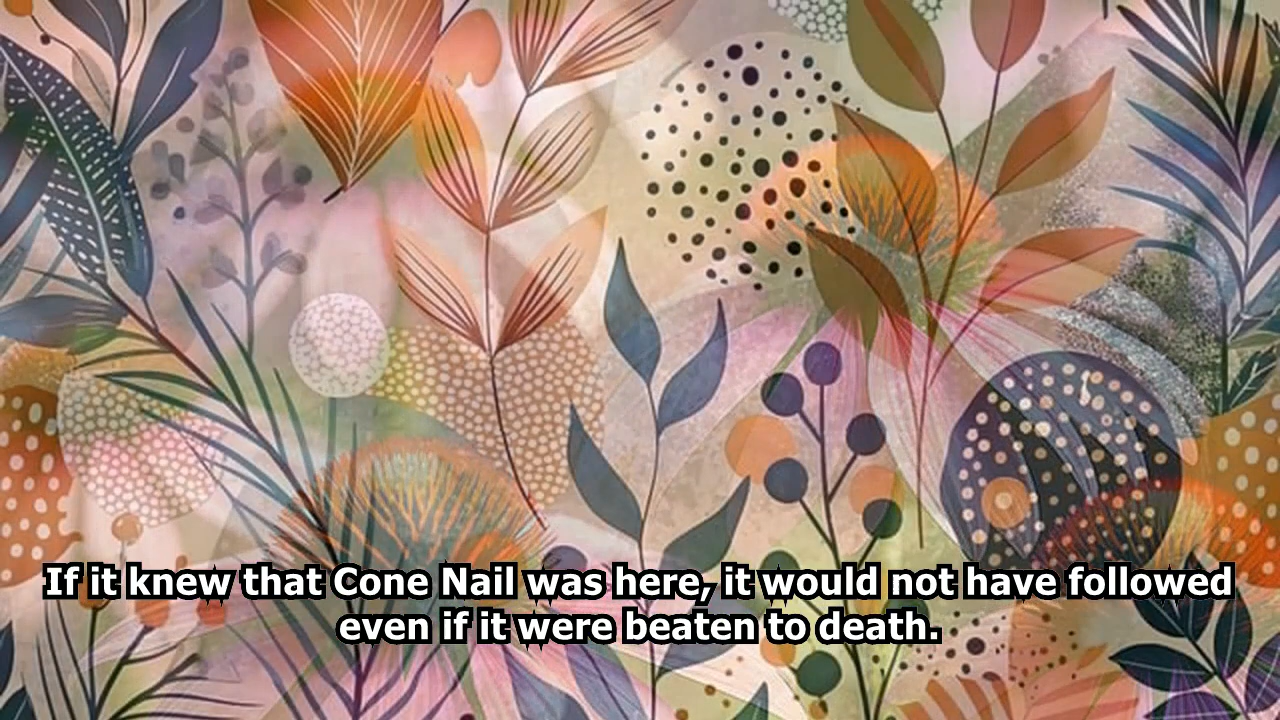 If it knew that Cone Nail was here, it would not have followed
even if it were beaten to death.